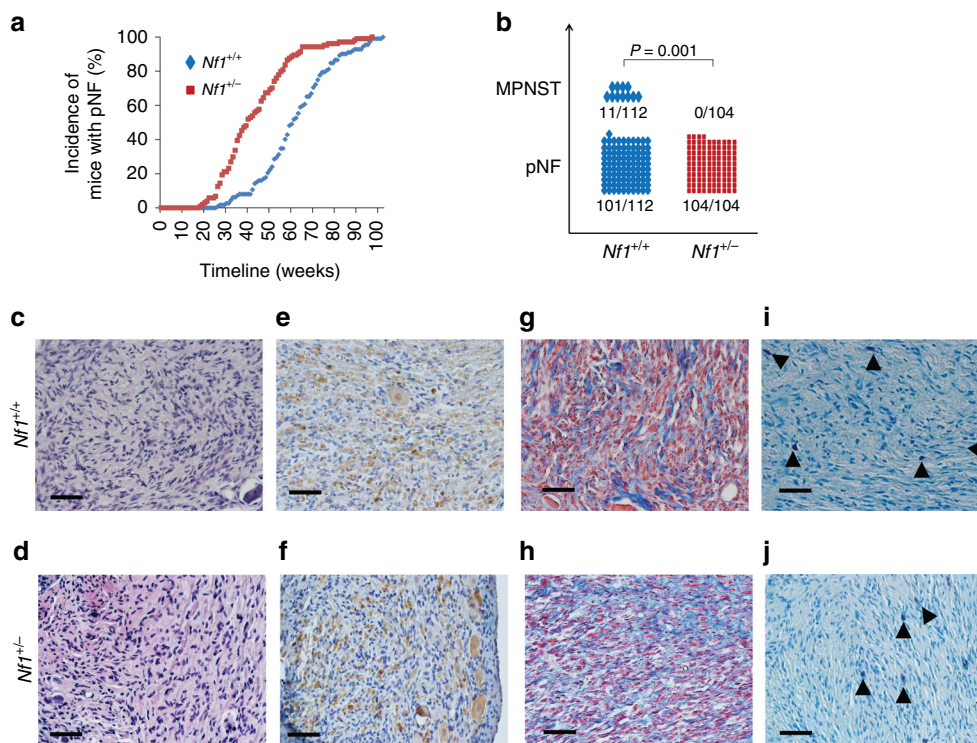 a
Incidence of
mice with pNF (%)
100
80
60
40
20
0
Nf1+/+
Nf1+/−
0 10 20 30 40 50 60 70 80 90 100
Timeline (weeks)
b
P = 0.001
MPNST
11/112 0/104
pNF
101/112 104/104
Nf1+/+ Nf1+/−
c e g i
Nf1+/+
d f h j
Nf1+/−